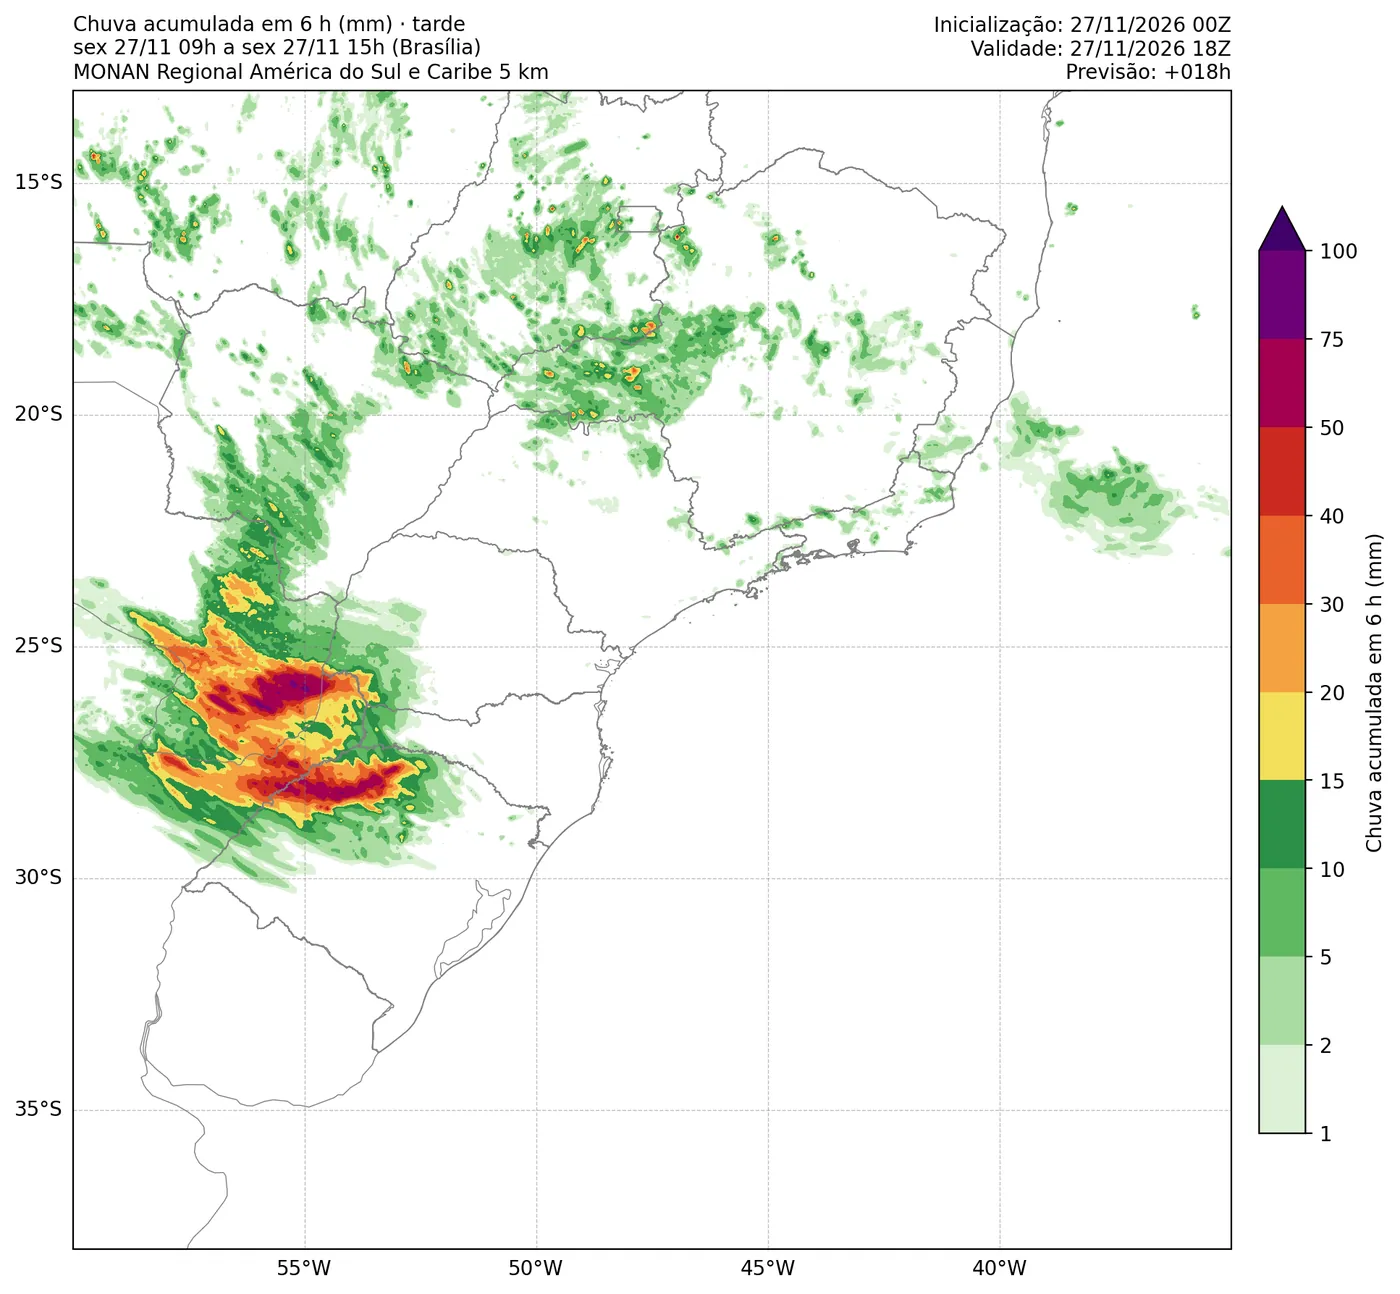 Chuva acumulada em 6 h (mm) · tarde
sex 27/11 09h a sex 27/11 15h (Brasília)
MONAN Regional América do Sul e Caribe 5 km
Inicialização: 27/11/2026 00Z
Validade: 27/11/2026 18Z
Previsão: +018h
15°S
20°S
25°S
30°S
35°S
55°W
50°W
45°W
40°W
100
75
50
40
30
20
15
10
5
2
1
Chuva acumulada em 6 h (mm)